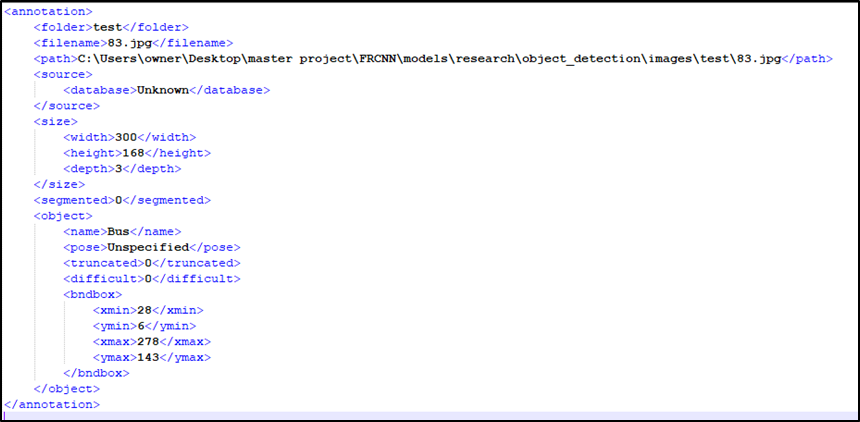 <annotation>
    <folder>test</folder>
    <filename>83.jpg</filename>
    <path>C:\Users\owner\Desktop\master project\FRCNN\models\research\object_detection\images\test\83.jpg</path>
    <source>
        <database>Unknown</database>
    </source>
    <size>
        <width>300</width>
        <height>168</height>
        <depth>3</depth>
    </size>
    <segmented>0</segmented>
    <object>
        <name>Bus</name>
        <pose>Unspecified</pose>
        <truncated>0</truncated>
        <difficult>0</difficult>
        <bndbox>
            <xmin>28</xmin>
            <ymin>6</ymin>
            <xmax>278</xmax>
            <ymax>143</ymax>
        </bndbox>
    </object>
</annotation>